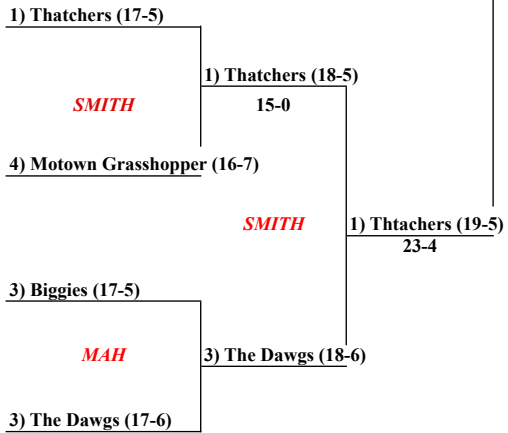 1) Thatchers (17-5)
1) Thatchers (18-5)
SMITH
15-0
4) Motown Grasshopper (16-7)
SMITH
1) Thtachers (19-5)
23-4
3) Biggies (17-5)
MAH
3) The Dawgs (18-6)
3) The Dawgs (17-6)